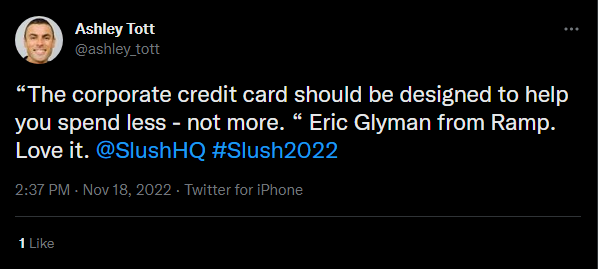 Ashley Tott
@ashley_tott
“The corporate credit card should be designed to help
you spend less - not more. “ Eric Glyman from Ramp.
Love it. @SlushHQ #Slush2022
2:37 PM · Nov 18, 2022 · Twitter for iPhone
1 Like